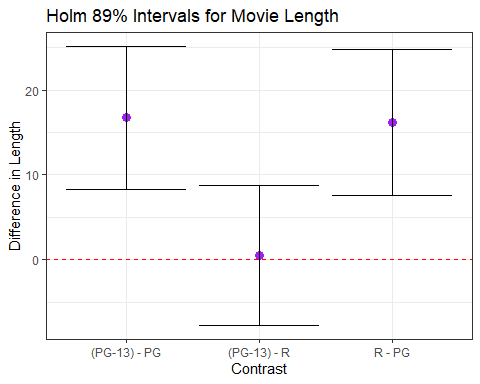 Holm 89% Intervals for Movie Length
Difference in Length
20
10
0
(PG-13) - PG
(PG-13) - R
R - PG
Contrast